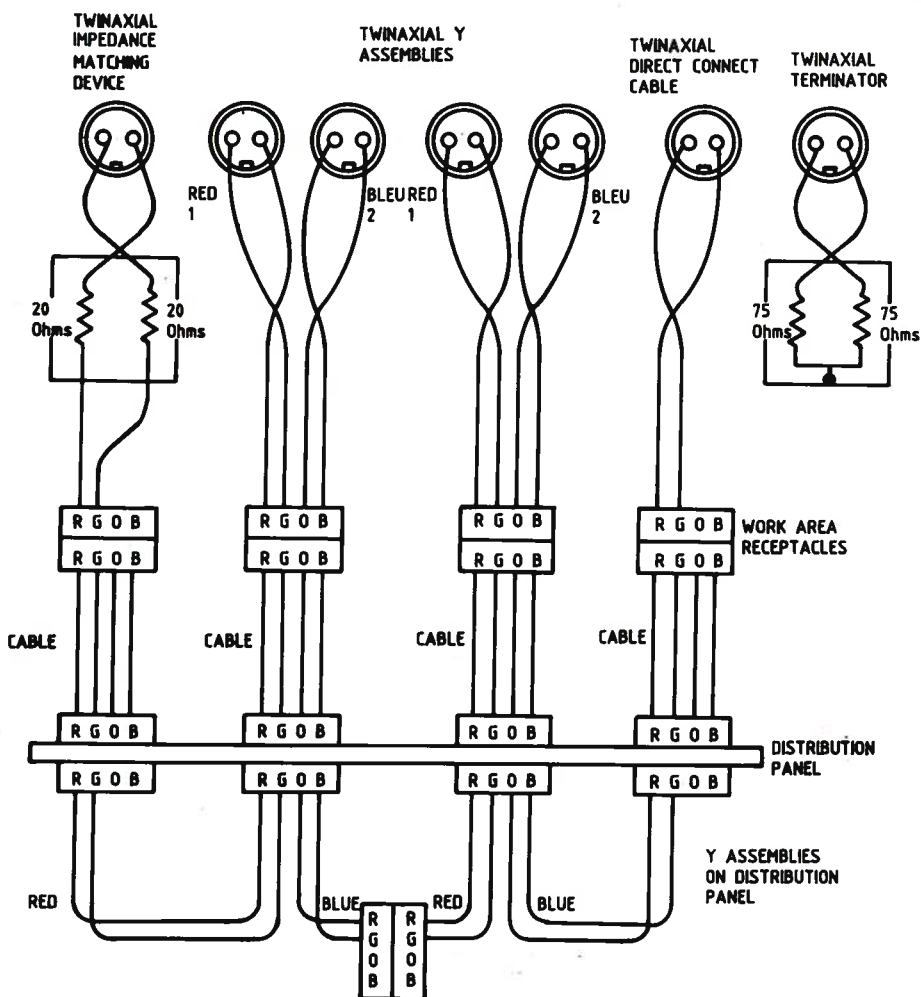 TWINAXIAL
IMPEDANCE
MATCHING
DEVICE
TWINAXIAL Y
ASSEMBLIES
TWINAXIAL
DIRECT CONNECT
CABLE
TWINAXIAL
TERMINATOR
RED
1
BLEU
2
RED
1
BLEU
2
20
Ohms
20
Ohms
75
Ohms
75
Ohms
R G O B
R G O B
R G O B
R G O B
R G O B
R G O B
R G O B
R G O B
WORK AREA
RECEPTACLES
CABLE
CABLE
CABLE
CABLE
R G O B
R G O B
R G O B
R G O B
DISTRIBUTION
PANEL
R G O B
R G O B
R G O B
R G O B
Y ASSEMBLIES
ON DISTRIBUTION
PANEL
RED
BLUE
RED
BLUE
R
G
O
B
R
G
O
B